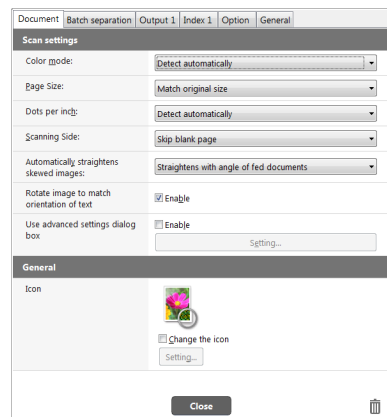 Document Batch separation Output 1 Index 1 Option General
Scan settings
Color mode: Detect automatically
Page Size: Match original size
Dots per inch: Detect automatically
Scanning Side: Skip blank page
Automatically straightens
skewed images: Straightens with angle of fed documents
Rotate image to match
orientation of text Enable
Use advanced settings dialog
box Enable
Setting...
General
Icon
Change the icon
Setting...
Close